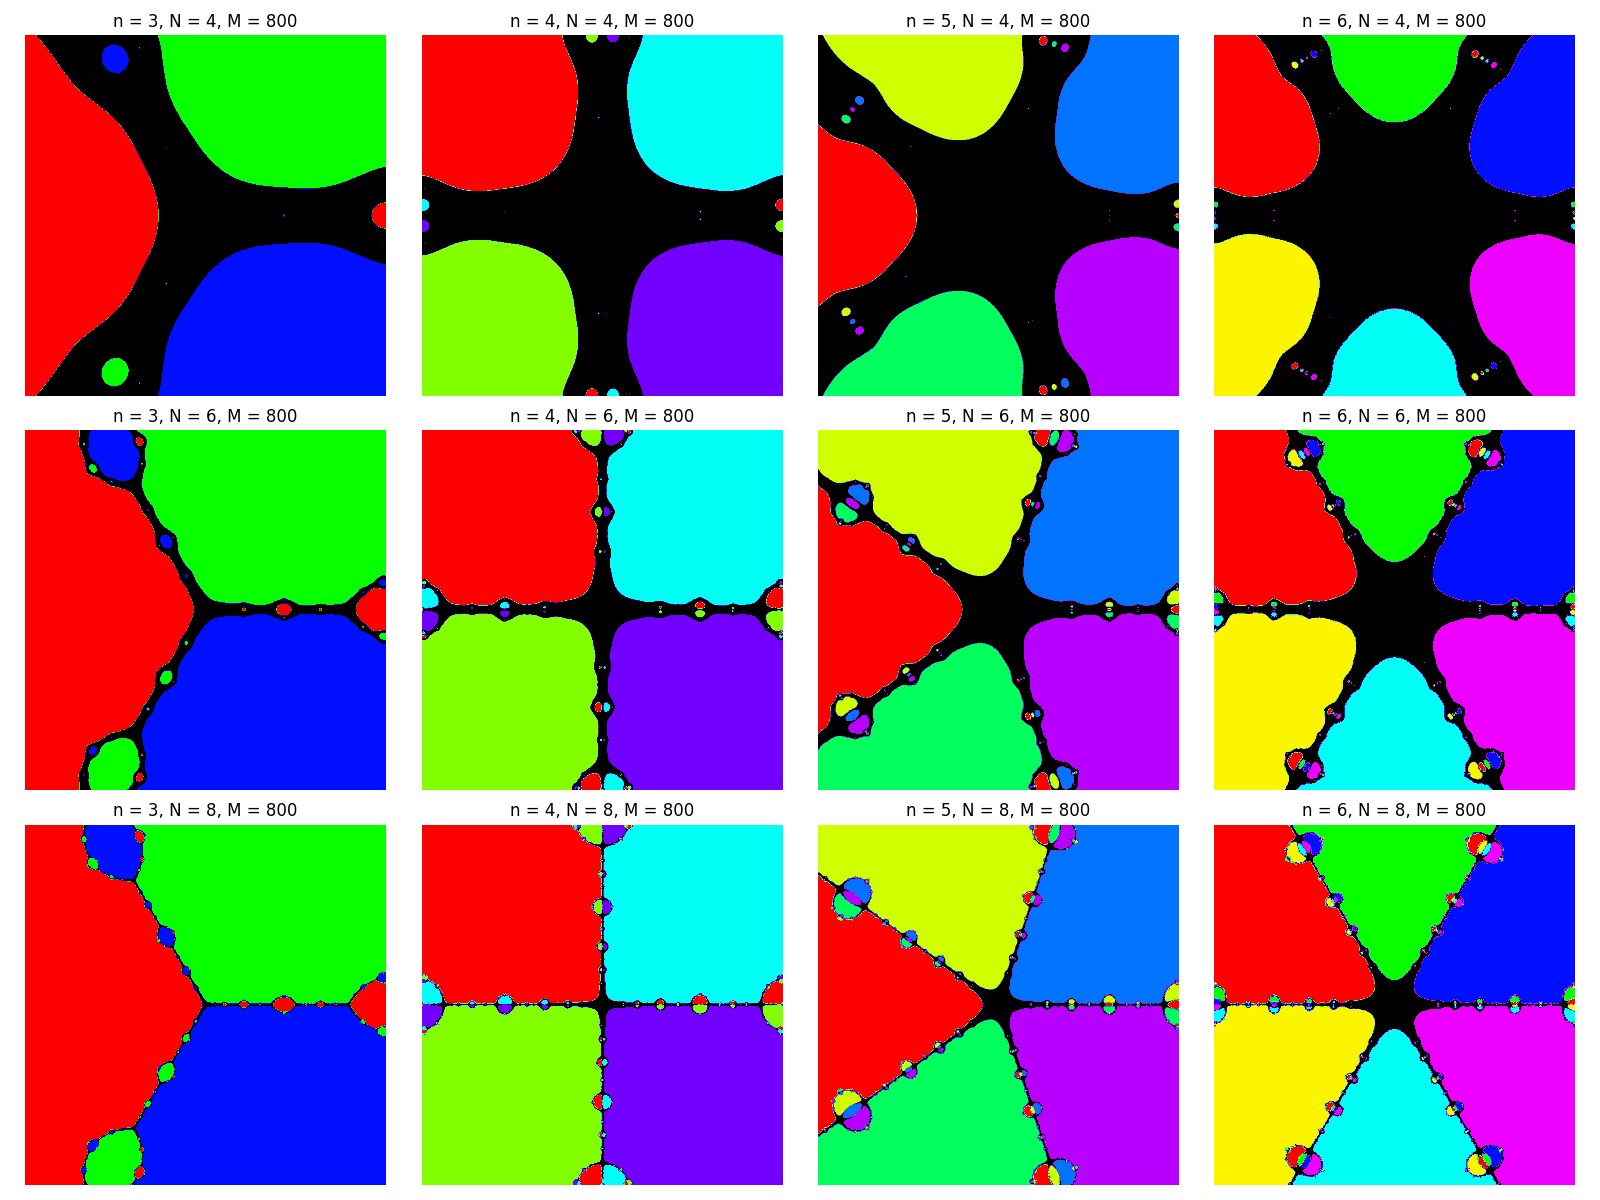 n = 3, N = 4, M = 800
n = 4, N = 4, M = 800
n = 5, N = 4, M = 800
n = 6, N = 4, M = 800
n = 3, N = 6, M = 800
n = 4, N = 6, M = 800
n = 5, N = 6, M = 800
n = 6, N = 6, M = 800
n = 3, N = 8, M = 800
n = 4, N = 8, M = 800
n = 5, N = 8, M = 800
n = 6, N = 8, M = 800